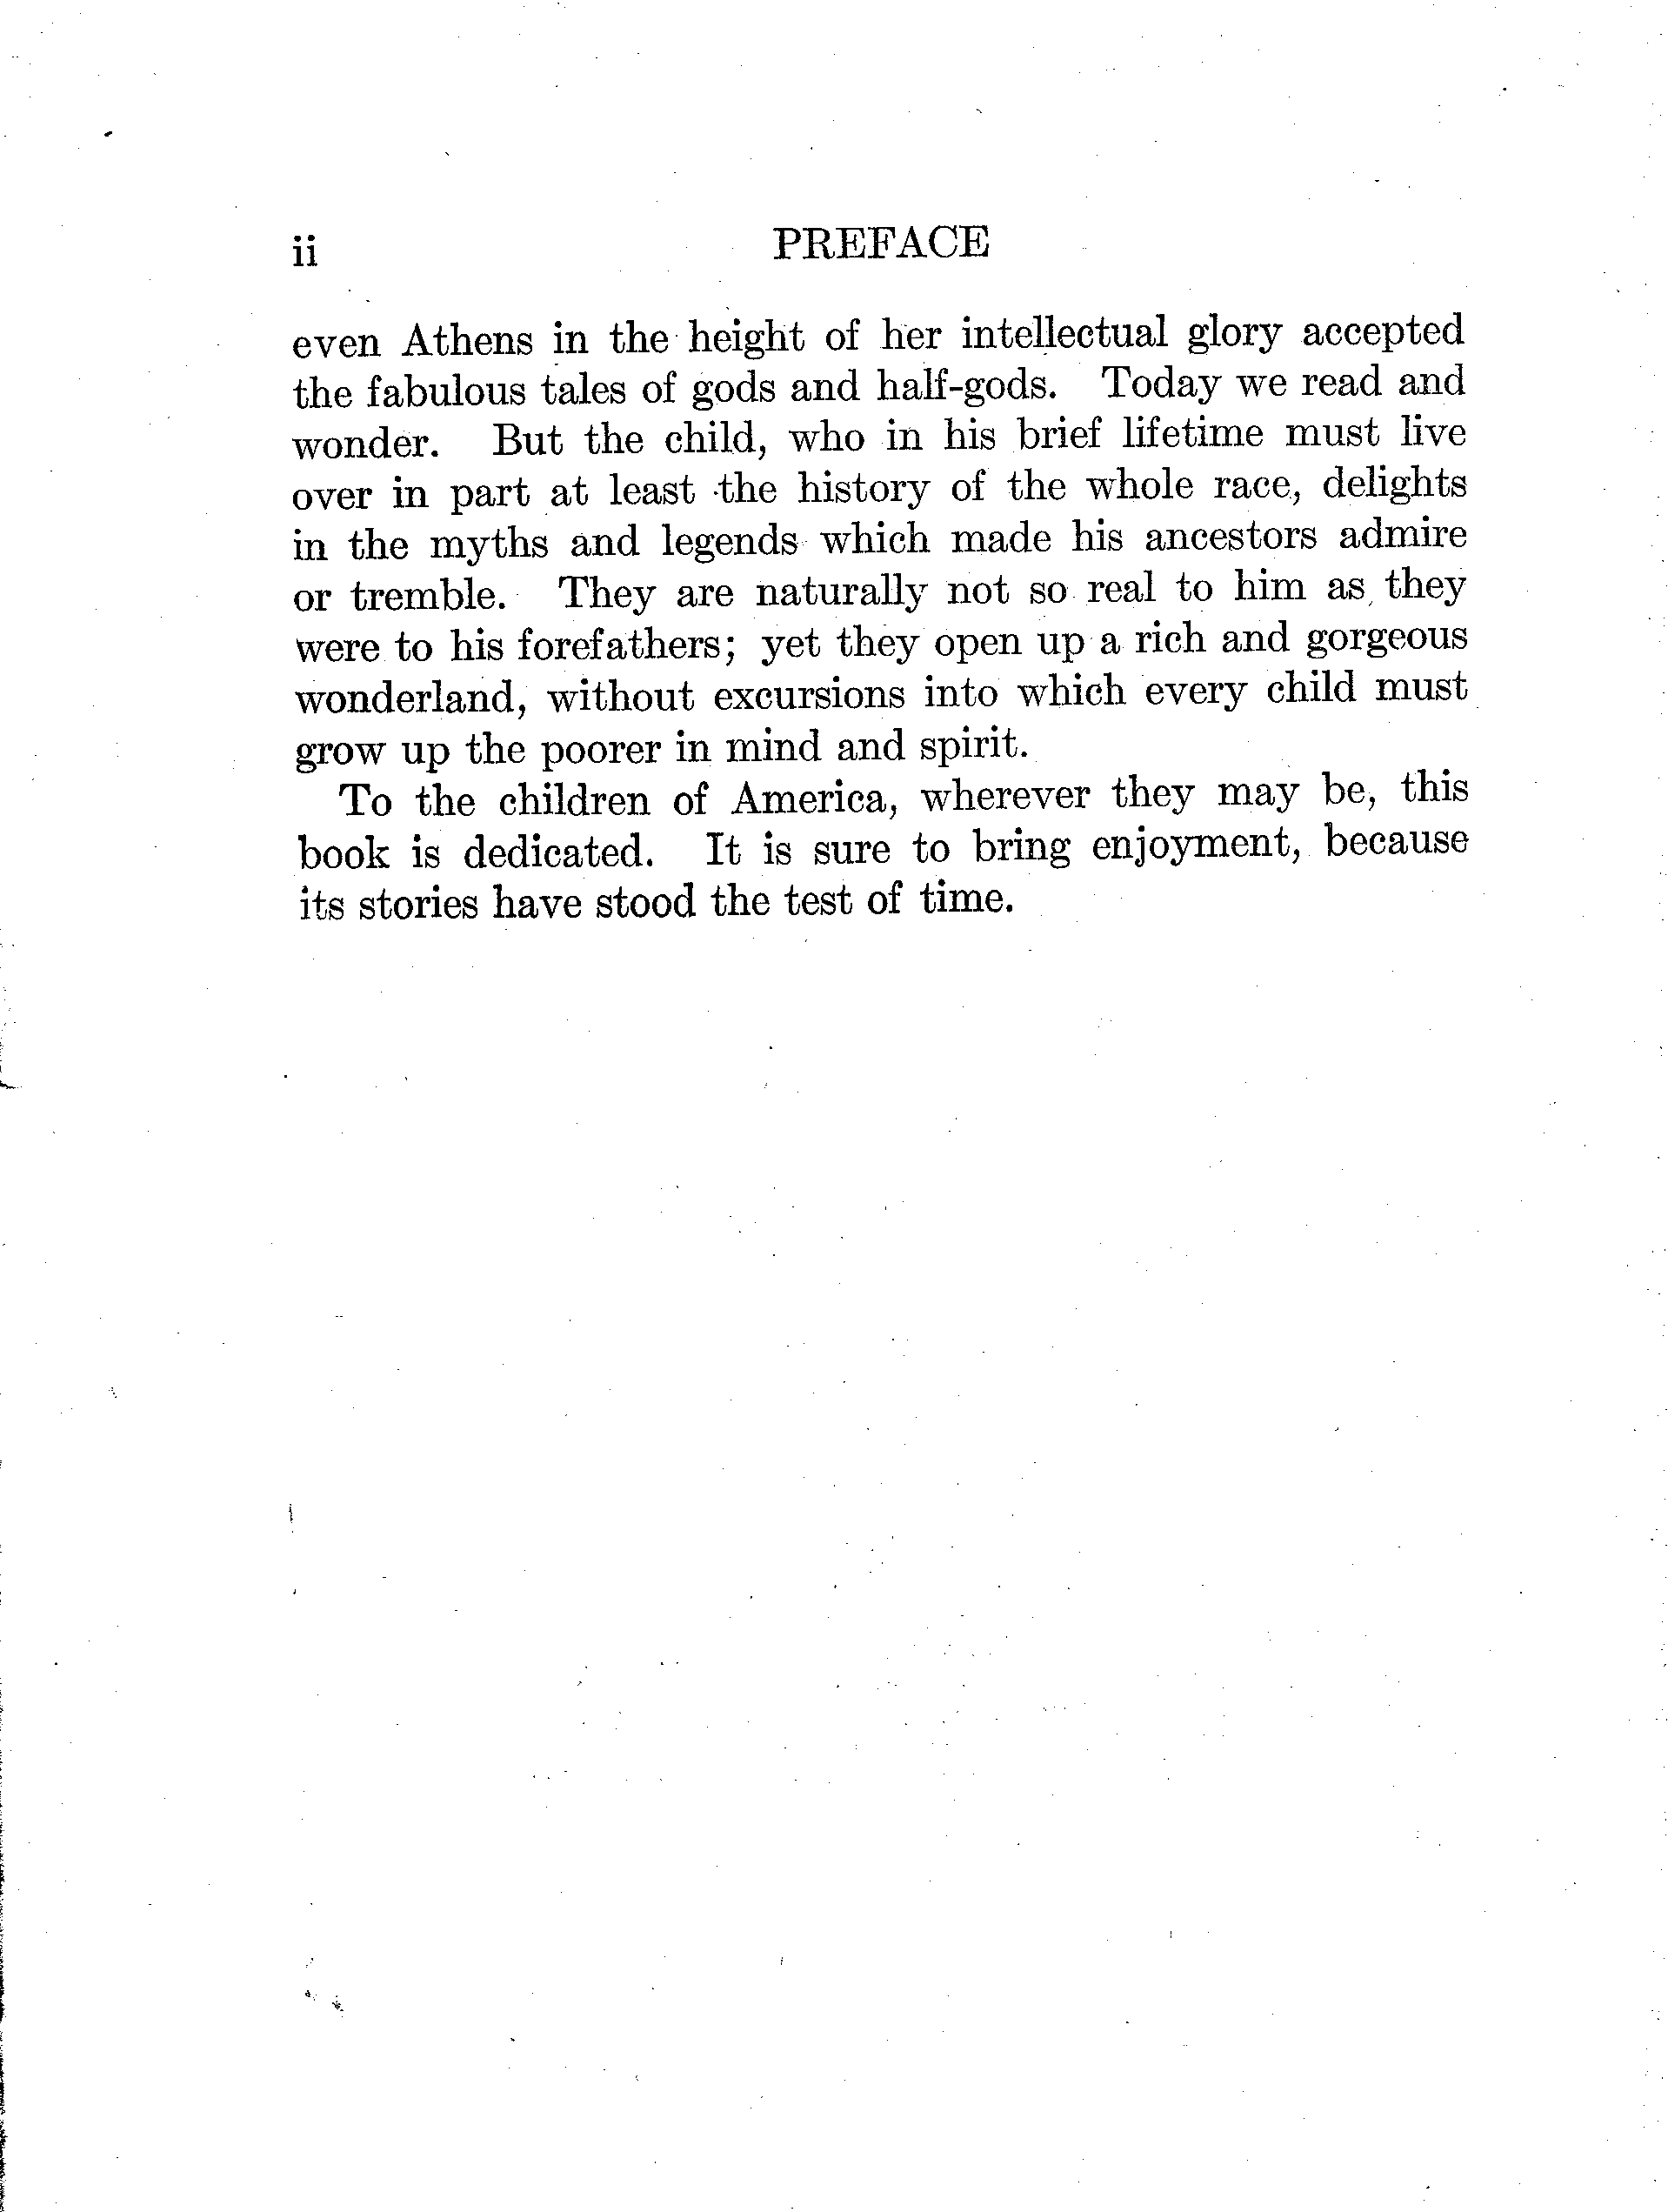 ii PREFACE
even Athens in the height of her intellectual glory accepted
the fabulous tales of gods and half-gods. Today we read and
wonder. But the child, who in his brief lifetime must live
over in part at least the history of the whole race, delights
in the myths and legends which made his ancestors admire
or tremble. They are naturally not so real to him as they
were to his forefathers; yet they open up a rich and gorgeous
wonderland, without excursions into which every child must
grow up the poorer in mind and spirit.
To the children of America, wherever they may be, this
book is dedicated. It is sure to bring enjoyment, because
its stories have stood the test of time.